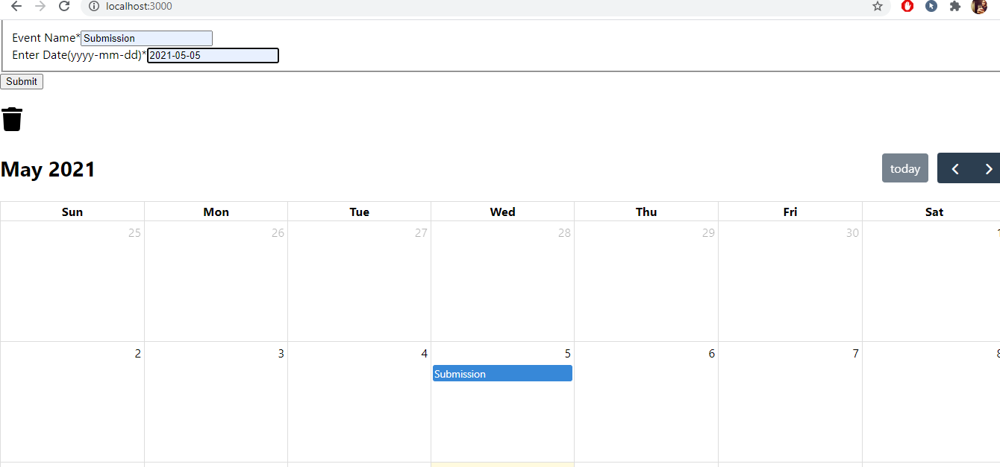 localhost:3000
Event Name*Submission
Enter Date(yyyy-mm-dd)*2021-05-05
Submit
May 2021
today
Sun Mon Tue Wed Thu Fri Sat
25 26 27 28 29 30 1
2 3 4 5 6 7 8
Submission